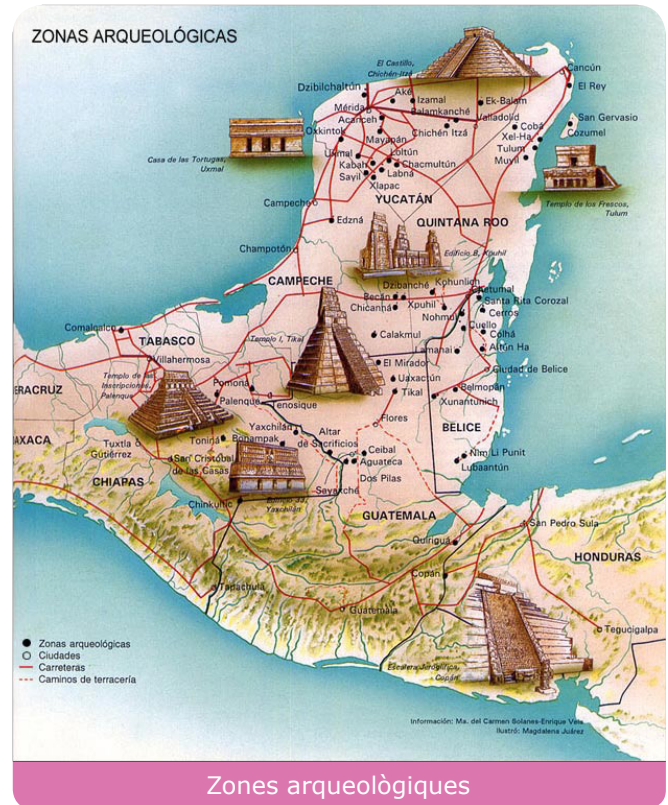 ZONAS ARQUEOLÓGICAS
El Castillo,
Chichén-Itzá
Cancún
El Rey
Dzibilchaltún
Aké
Izamal
Balamkanché
Ek-Balam
Mérida
Acanceh
Valladolid
San Gervasio
Cozumel
Oxkintok
Mayapán
Chichén Itzá
Cobá
Xel-Ha
Tulum
Muyil
Casa de las Tortugas,
Uxmal
Uxmal
Kabah
Sayil
Loltún
Chacmultún
Labná
Xlapac
Templo de los Frescos,
Tulum
Campeche
YUCATÁN
Edzná
QUINTANA ROO
Champotón
Edificio B, Xpuhil
CAMPECHE
Dzibanché
Kohunlich
Chetumal
Becán
Xpuhil
Chicanná
Santa Rita Corozal
Cerros
Nohmul
Cuello
Colhá
Comalcalco
TABASCO
Templo I, Tikal
Calakmul
Lamanai
Altún Ha
Villahermosa
El Mirador
Ciudad de Belice
Templo de las
Inscripciones,
Palenque
Uaxactún
Tikal
Belmopán
Xunantunich
ERACRUZ
Pomoná
Palenque
Tenosique
Flores
BELICE
AXACA
Yaxchilán
Altar
de Sacrificios
Tuxtla
Gutiérrez
Toniná
Bonampak
Ceibal
Aguateca
Nim Li Punit
Lubaantún
San Cristóbal
de las Casas
Dos Pilas
Sayaxché
CHIAPAS
Yaxchilán
Chinkultic
GUATEMALA
San Pedro Sula
Quiriguá
HONDURAS
Copán
Tapachula
Guatemala
Tegucigalpa
Zonas arqueológicas
Ciudades
Carreteras
Caminos de terracería
Escalera Jeroglífica,
Copán
Información: Ma. del Carmen Solanes-Enrique Vela
Ilustró: Magdalena Juárez
Zones arqueològiques